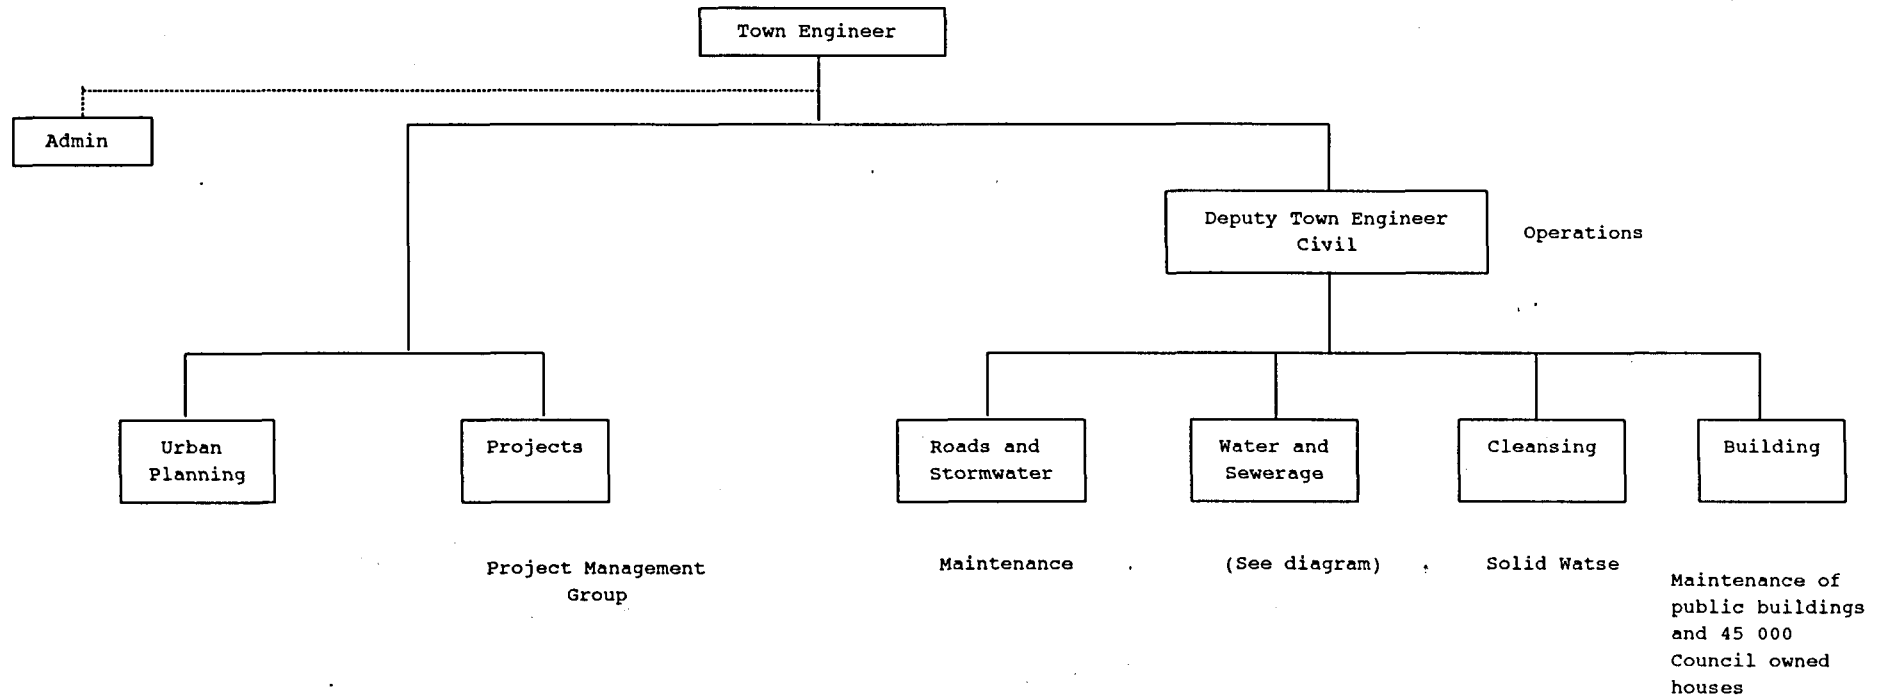 Town Engineer
Admin
Deputy Town Engineer
Civil
Operations
Urban
Planning
Projects
Roads and
Stormwater
Water and
Sewerage
Cleansing
Building
Project Management
Group
Maintenance
(See diagram)
Solid Watse
Maintenance of
public buildings
and 45 000
Council owned
houses